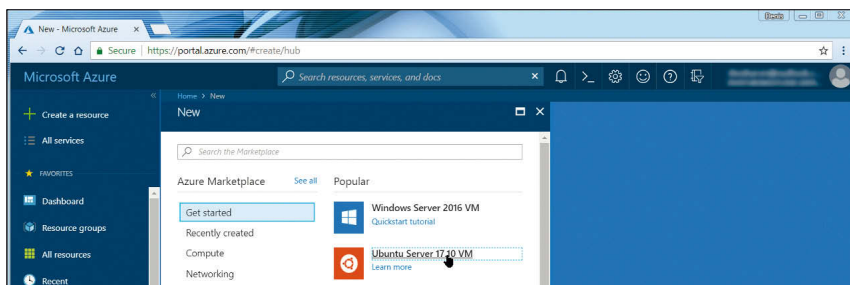 New - Microsoft Azure
Secure | https://portal.azure.com/#create/hub
Microsoft Azure
Search resources, services, and docs
Home > New
Create a resource
New
All services
Search the Marketplace
FAVORITES
Azure Marketplace See all Popular
Dashboard
Get started
Windows Server 2016 VM
Quickstart tutorial
Resource groups
Recently created
All resources
Compute
Ubuntu Server 17.10 VM
Learn more
Networking
Recent